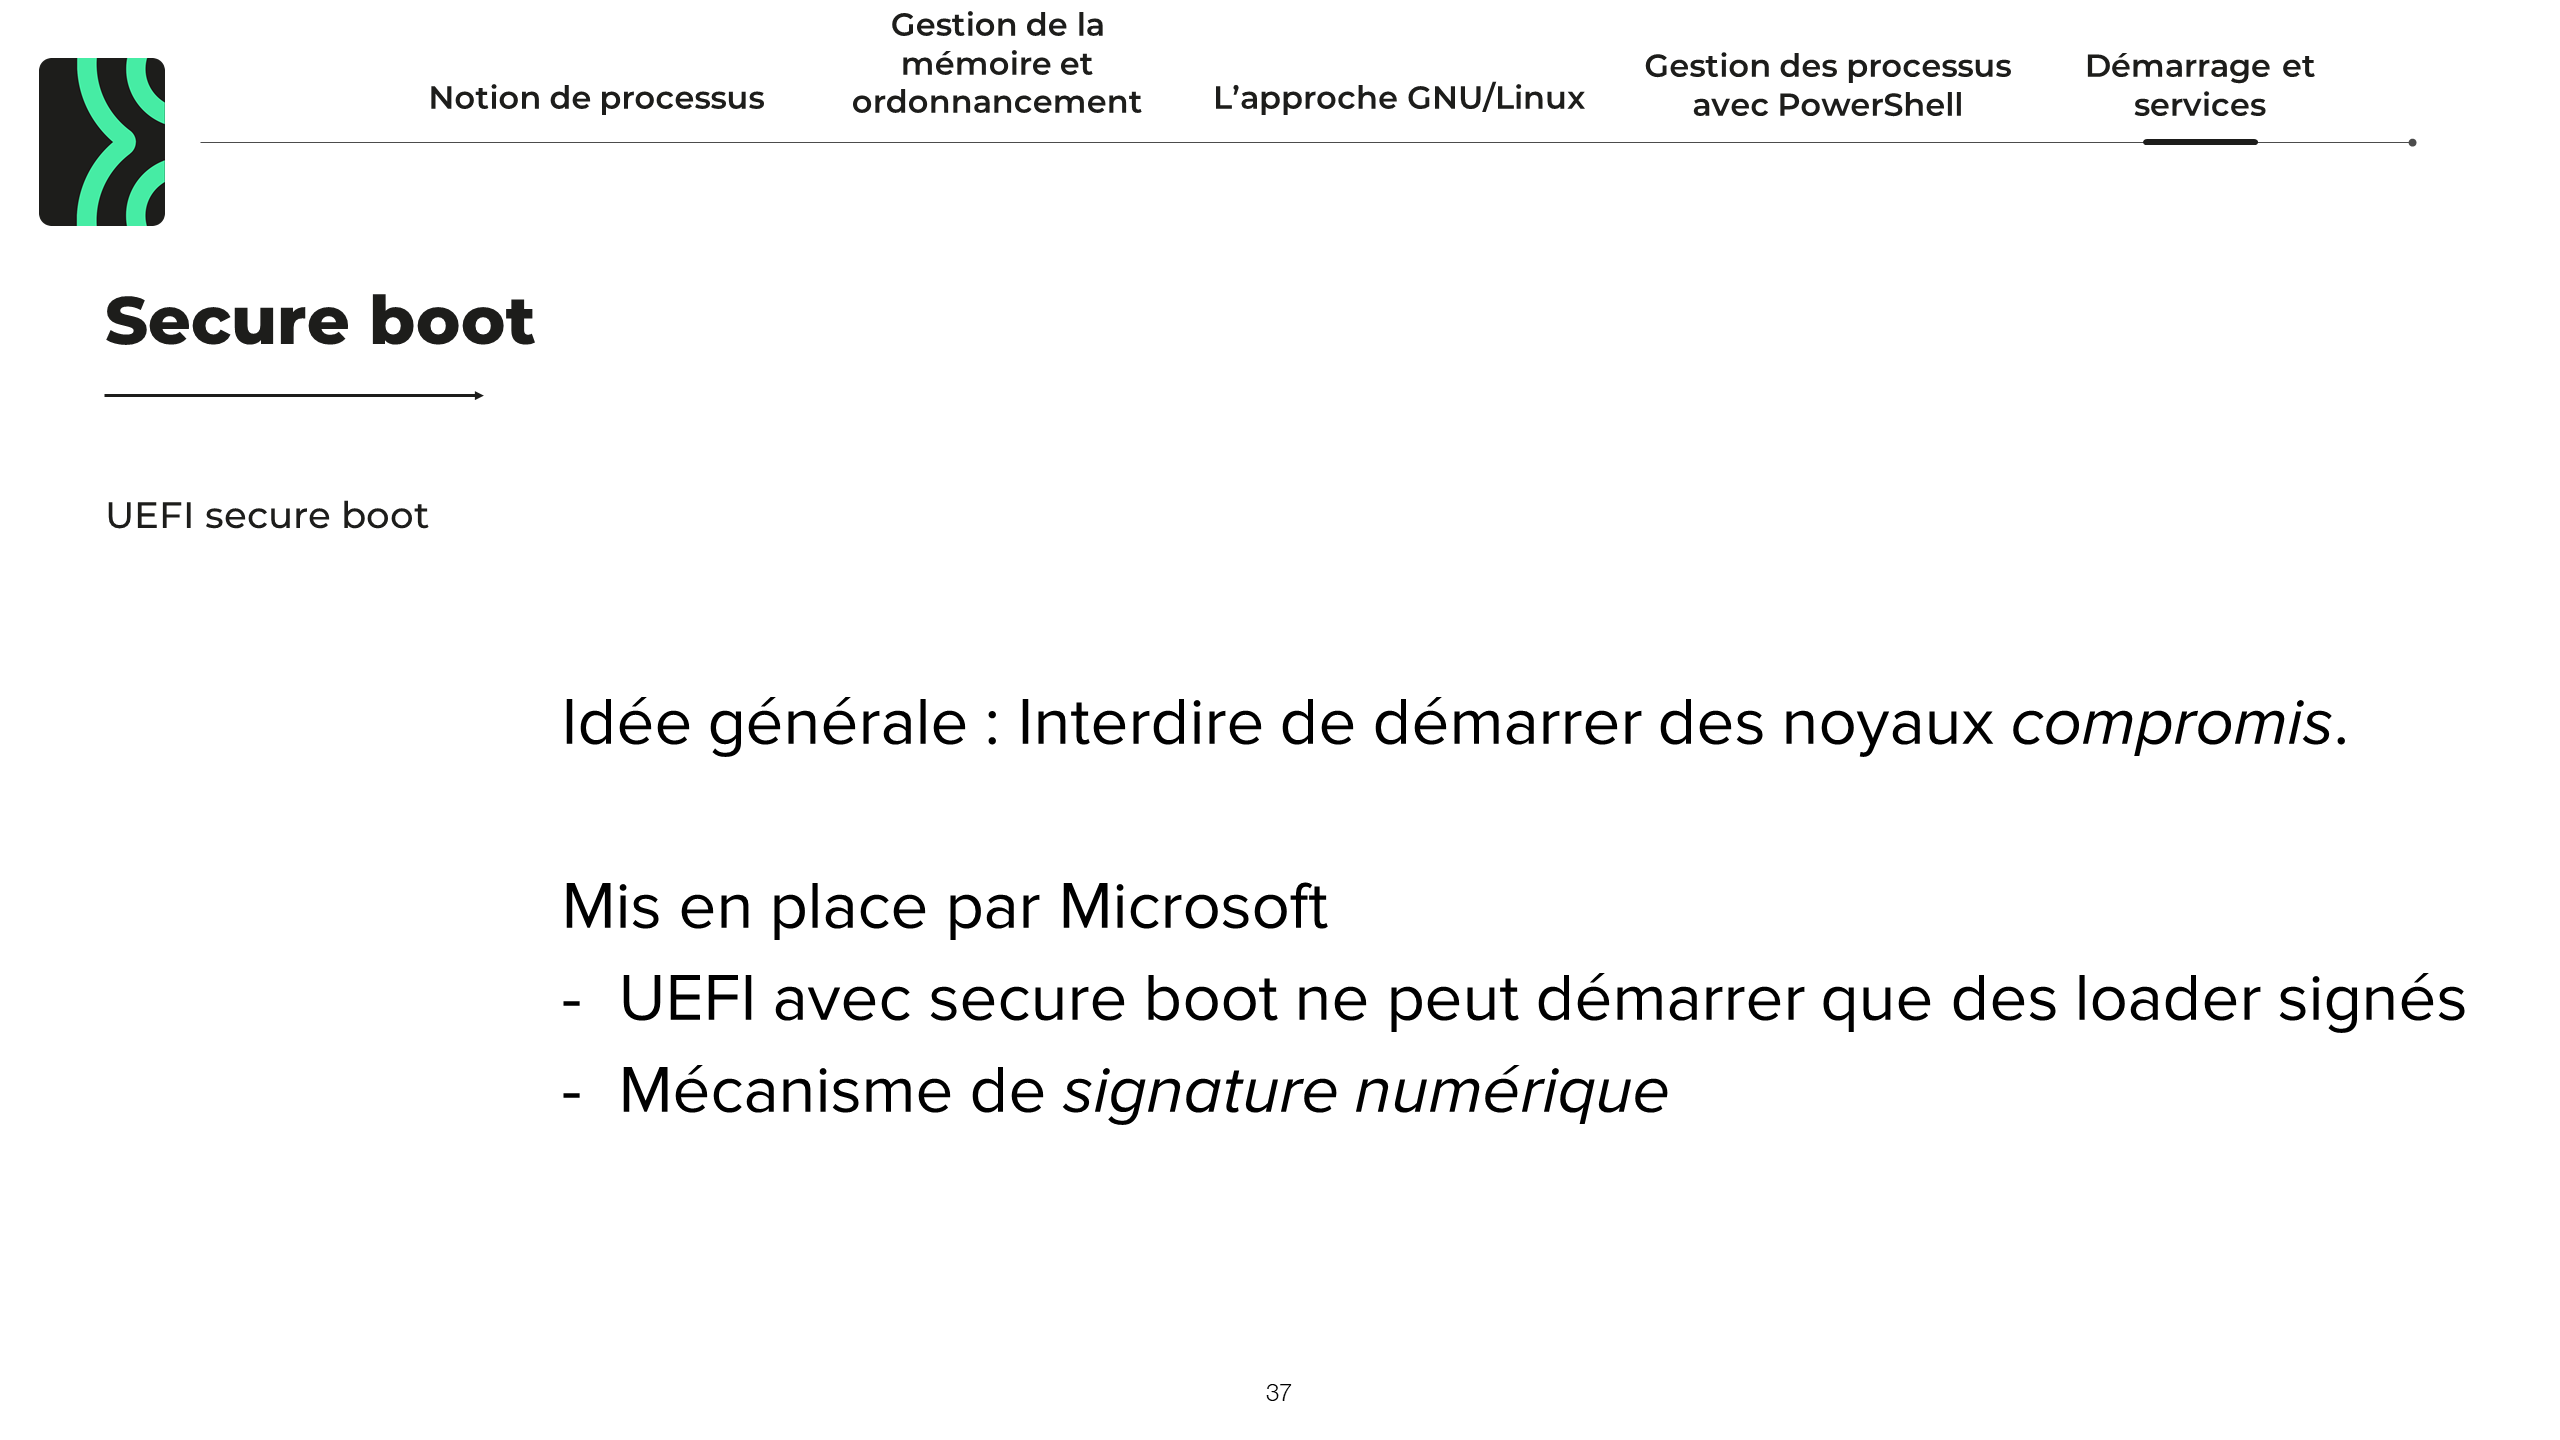 Notion de processus
Gestion de la
mémoire et
ordonnancement
L’approche GNU/Linux
Gestion des processus
avec PowerShell
Démarrage et
services
Secure boot
UEFI secure boot
Idée générale : Interdire de démarrer des noyaux compromis.
Mis en place par Microsoft
- UEFI avec secure boot ne peut démarrer que des loader signés
- Mécanisme de signature numérique
37